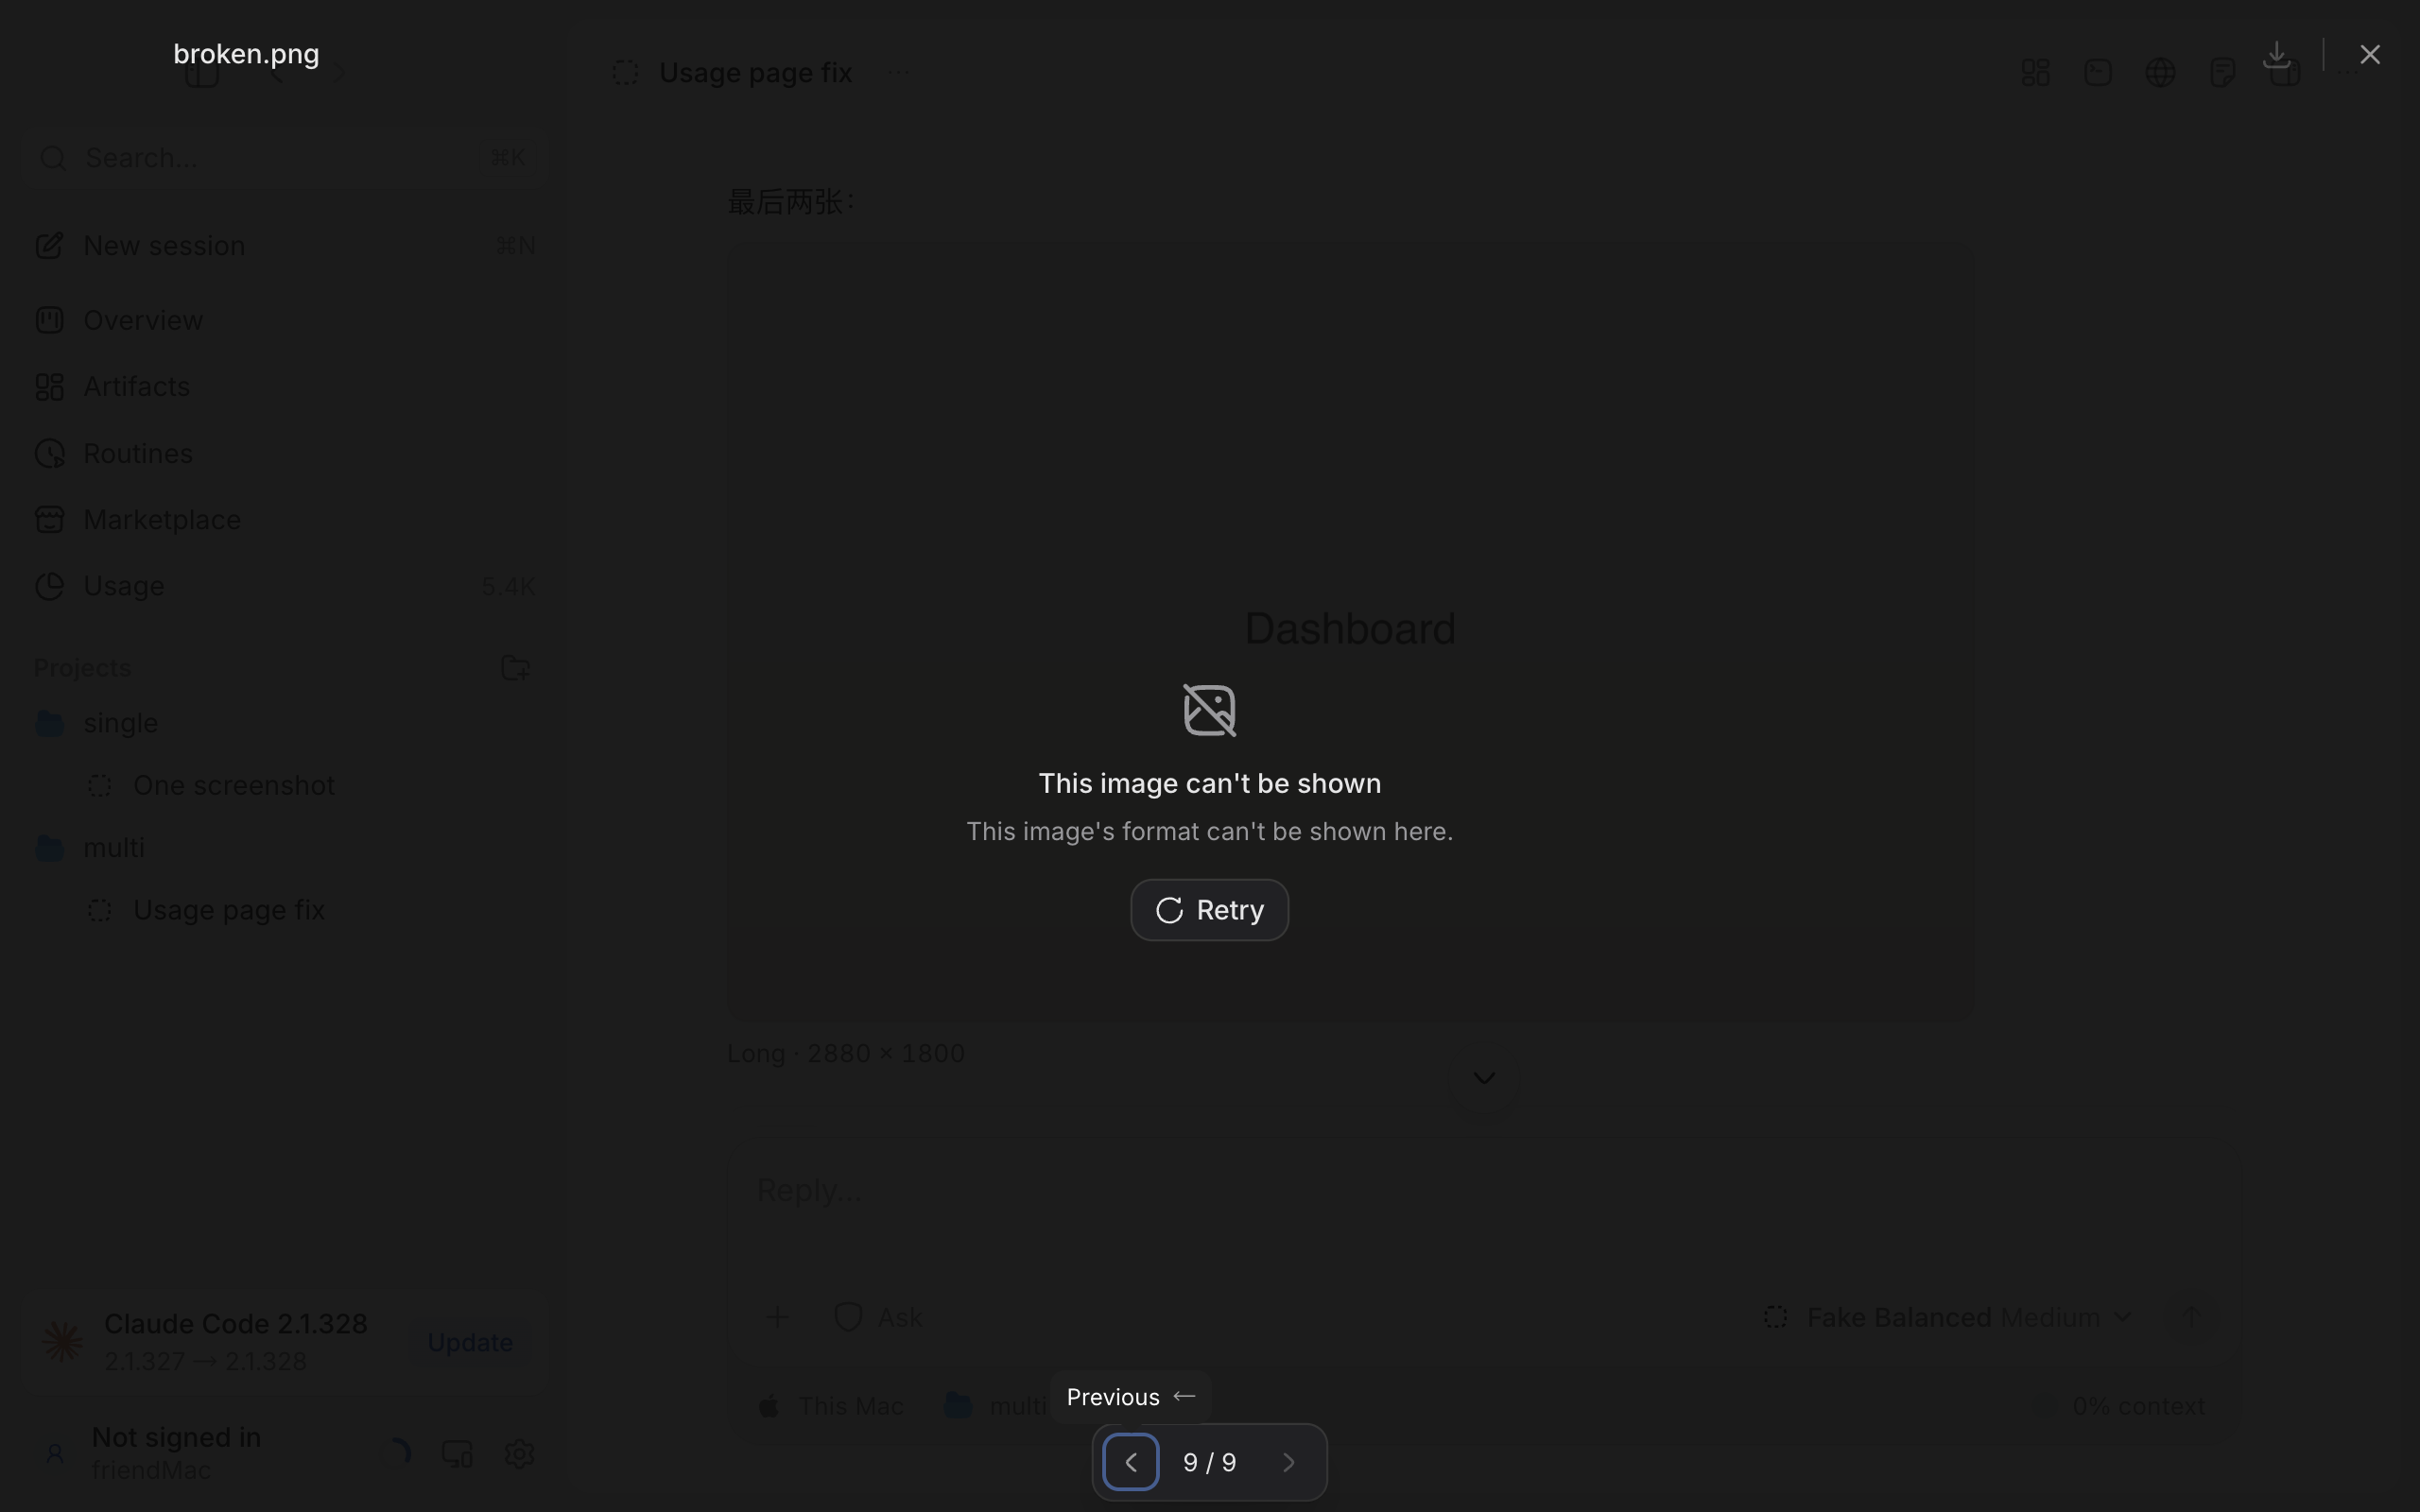 broken.png
Usage page fix
Search...
⌘K
最后两张：
New session
⌘N
Overview
Artifacts
Routines
Marketplace
Usage
5.4K
Projects
single
One screenshot
multi
Usage page fix
Dashboard
This image can't be shown
This image's format can't be shown here.
Retry
Long · 2880 × 1800
Reply...
Ask
Fake Balanced Medium
Claude Code 2.1.328
2.1.327 → 2.1.328
Update
This Mac
multi
0% context
Previous ←
Not signed in
friendMac
9 / 9